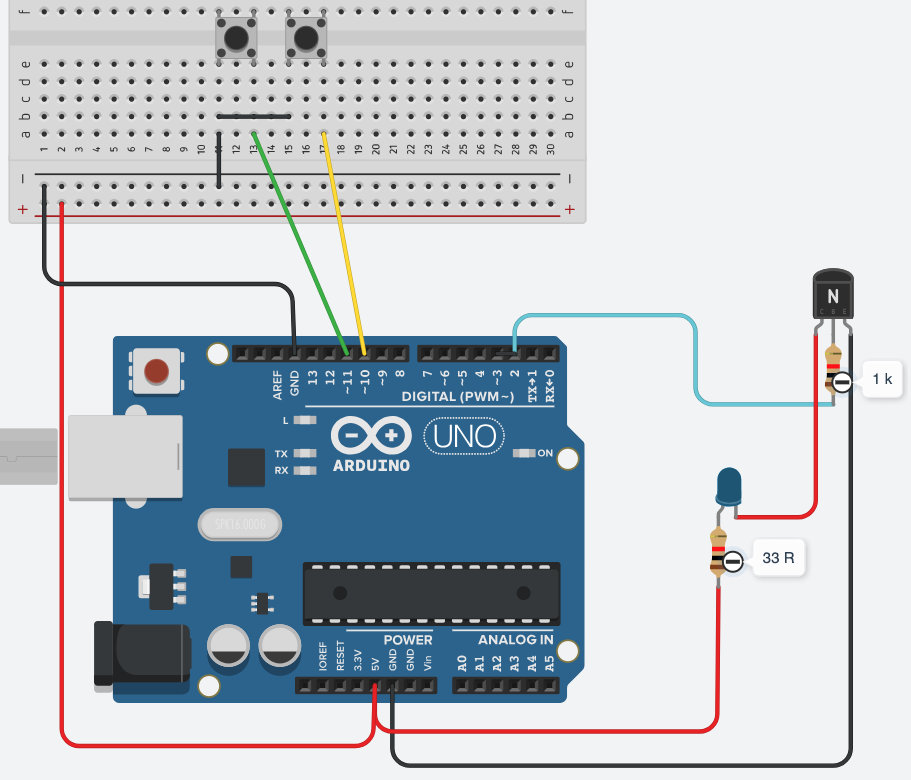 f f
e e
d d
c c
b b
a a
1 2 3 4 5 6 7 8 9 10 12 13 14 15 16 17 18 19 20 21 22 23 24 25 26 27 28 29 30
− −
+ +
N
C B E
1 k
AREF GND 13 12 ~11 ~10 ~9 8 7 ~6 ~5 4 ~3 2 TX→1 RX←0
DIGITAL (PWM~)
L
TX
RX
UNO
ARDUINO
ON
SPK16.000G
33 R
POWER ANALOG IN
IOREF RESET 3.3V 5V GND GND Vin A0 A1 A2 A3 A4 A5